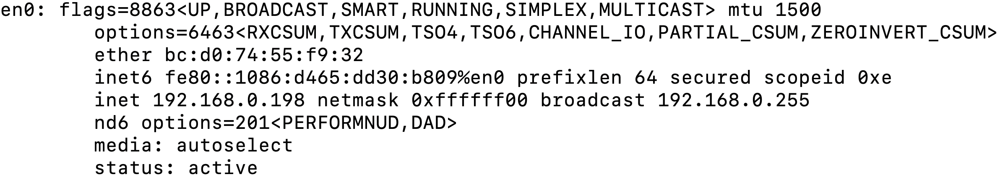 en0: flags=8863<UP,BROADCAST,SMART,RUNNING,SIMPLEX,MULTICAST> mtu 1500
options=6463<RXCSUM,TXCSUM,TSO4,TSO6,CHANNEL_IO,PARTIAL_CSUM,ZEROINVERT_CSUM>
ether bc:d0:74:55:f9:32
inet6 fe80::1086:d465:dd30:b809%en0 prefixlen 64 secured scopeid 0xe
inet 192.168.0.198 netmask 0xffffff00 broadcast 192.168.0.255
nd6 options=201<PERFORMNUD,DAD>
media: autoselect
status: active